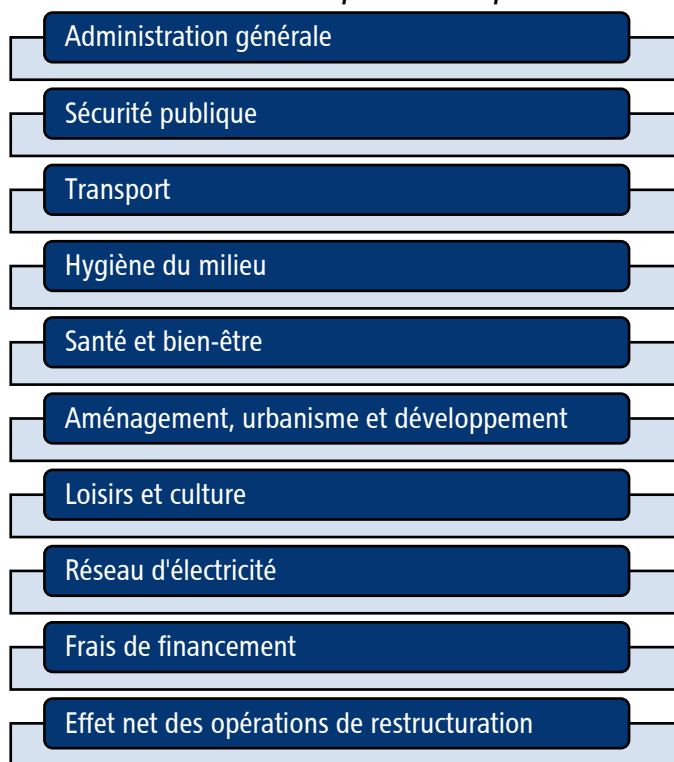 Administration générale
Sécurité publique
Transport
Hygiène du milieu
Santé et bien-être
Aménagement, urbanisme et développement
Loisirs et culture
Réseau d'électricité
Frais de financement
Effet net des opérations de restructuration